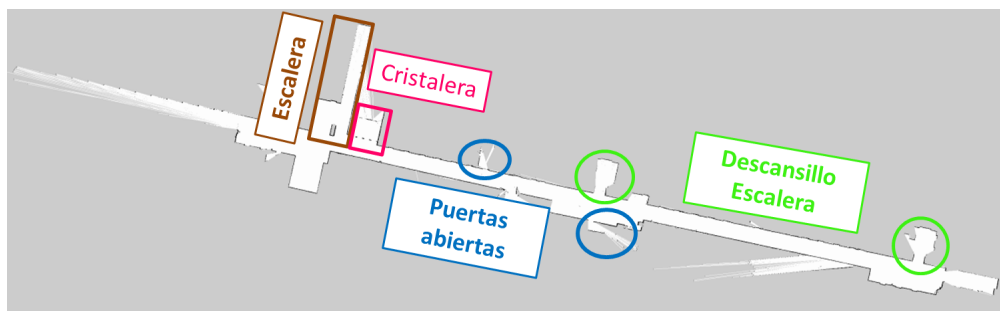 Escalera
Cristalera
Puertas
abiertas
Descansillo
Escalera